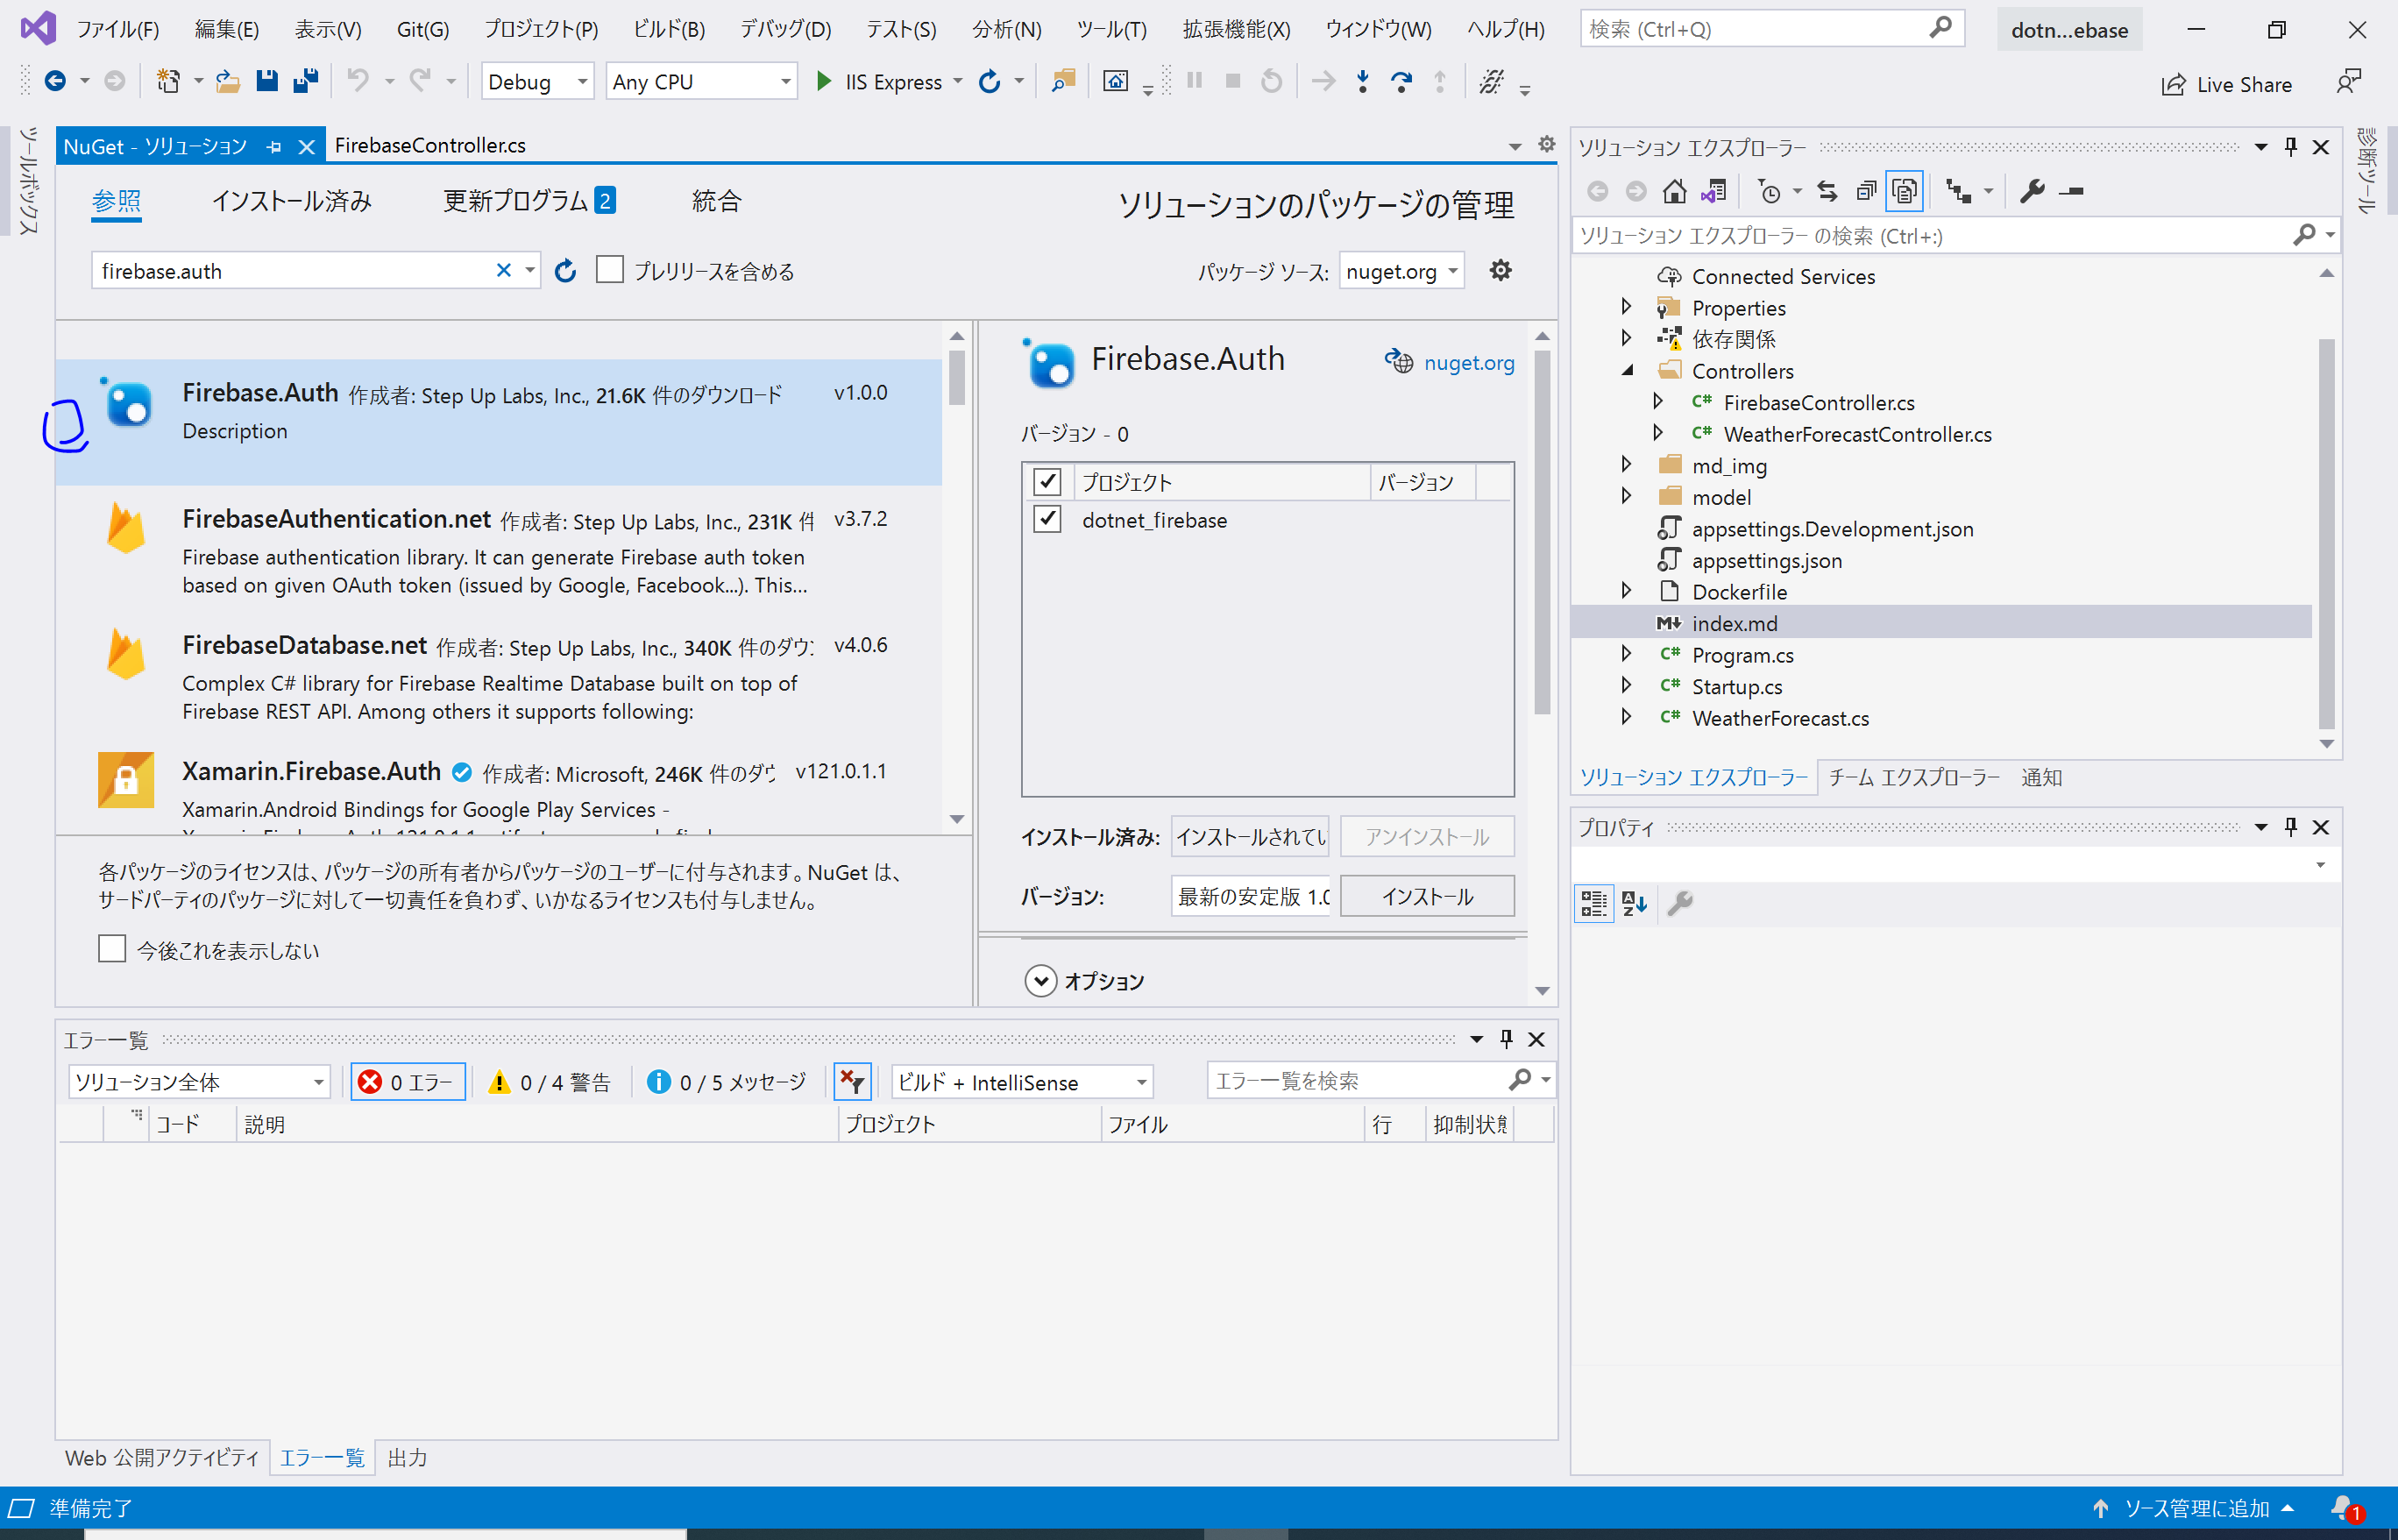 ファイル(F) 編集(E) 表示(V) Git(G) プロジェクト(P) ビルド(B) デバッグ(D) テスト(S) 分析(N) ツール(T) 拡張機能(X) ウィンドウ(W) ヘルプ(H) 検索 (Ctrl+Q) dotn...ebase
Debug Any CPU IIS Express Live Share
ツールボックス
NuGet - ソリューション FirebaseController.cs
参照 インストール済み 更新プログラム 2 統合 ソリューションのパッケージの管理
firebase.auth プレリリースを含める パッケージ ソース: nuget.org
Firebase.Auth 作成者: Step Up Labs, Inc., 21.6K 件のダウンロード v1.0.0
Description
FirebaseAuthentication.net 作成者: Step Up Labs, Inc., 231K 件 v3.7.2
Firebase authentication library. It can generate Firebase auth token
based on given OAuth token (issued by Google, Facebook...). This...
FirebaseDatabase.net 作成者: Step Up Labs, Inc., 340K 件のダウ v4.0.6
Complex C# library for Firebase Realtime Database built on top of
Firebase REST API. Among others it supports following:
Xamarin.Firebase.Auth 作成者: Microsoft, 246K 件のダウ v121.0.1.1
Xamarin.Android Bindings for Google Play Services -
各パッケージのライセンスは、パッケージの所有者からパッケージのユーザーに付与されます。NuGet は、
サードパーティのパッケージに対して一切責任を負わず、いかなるライセンスも付与しません。
今後これを表示しない
Firebase.Auth nuget.org
バージョン - 0
プロジェクト バージョン
dotnet_firebase
インストール済み: インストールされてい アンインストール
バージョン: 最新の安定版 1.0 インストール
オプション
エラー一覧
ソリューション全体 0 エラー 0 / 4 警告 0 / 5 メッセージ ビルド + IntelliSense エラー一覧を検索
コード 説明 プロジェクト ファイル 行 抑制状態
Web 公開アクティビティ エラー一覧 出力
ソリューション エクスプローラー
ソリューション エクスプローラー の検索 (Ctrl+:)
Connected Services
Properties
依存関係
Controllers
C# FirebaseController.cs
C# WeatherForecastController.cs
md_img
model
appsettings.Development.json
appsettings.json
Dockerfile
M index.md
C# Program.cs
C# Startup.cs
C# WeatherForecast.cs
ソリューション エクスプローラー チーム エクスプローラー 通知
プロパティ
診断ツール
準備完了 ソース管理に追加 1